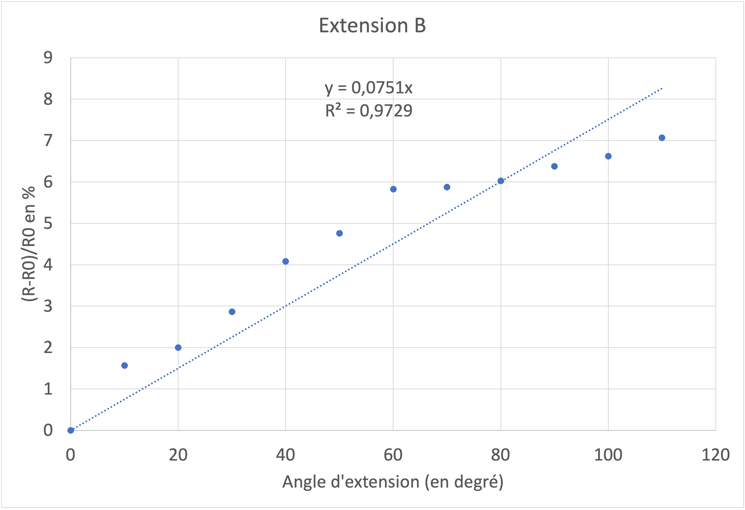 Extension B
y = 0,0751x
R² = 0,9729
9
8
7
6
5
4
3
2
1
0
(R-R0)/R0 en %
0 20 40 60 80 100 120
Angle d'extension (en degré)